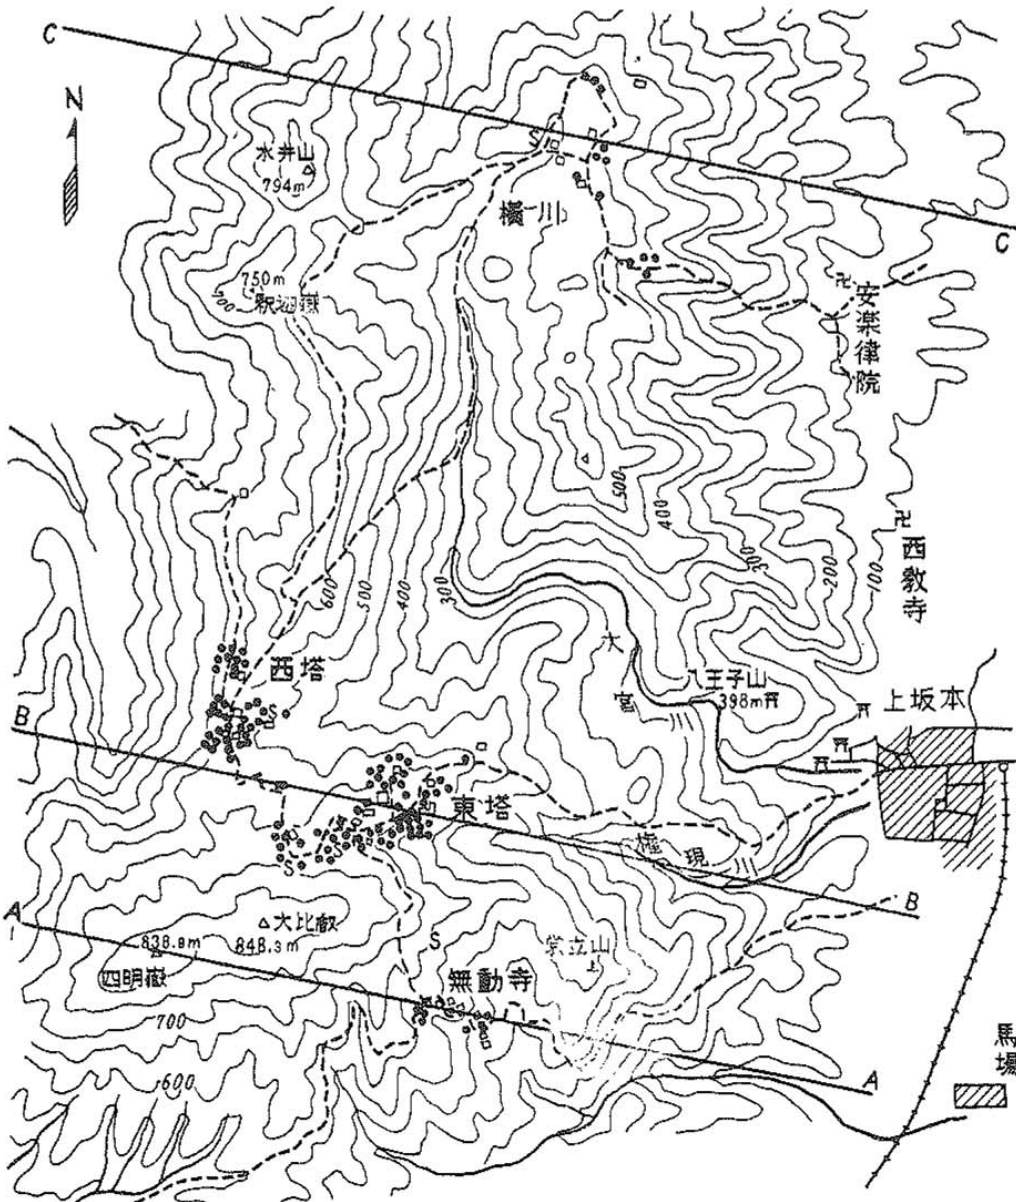 C
N
水井山
794m
横川
C
750m
700
釈迦嶽
安楽律院
卍
500
400
300
200
100
卍
西教寺
600
500
400
300
大
宮
八王子山
398m
上坂本
西塔
S
B
東塔
S
S
権
現
B
A
大比叡
838.8m
848.3m
四明嶽
S
無動寺
700
600
A
馬場